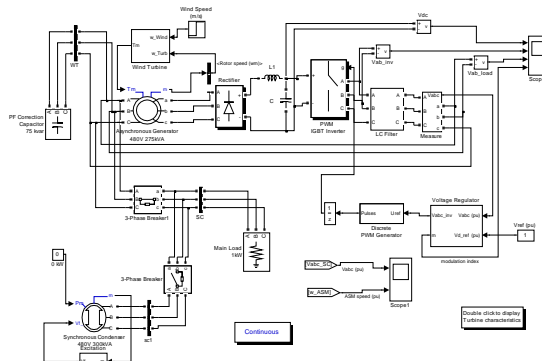 Wind Speed
(m/s)
Vdc
w_Wind
w_Turb
Tm
Wind Turbine
WT
<Rotor speed (wm)>
Rectifier
L1
C
Vab_inv
Vab_load
Scope
PF Correction
Capacitor
75 kvar
Tm
m
A
B
C
a
b
c
Asynchronous Generator
480V 275kVA
PWM
IGBT Inverter
LC Filter
Measure
Vabc
3-Phase Breaker1
SC
Main Load
1kW
1
z
Pulses
Uref
Discrete
PWM Generator
Voltage Regulator
Vabc_inv
Vabc (pu)
m
Vd_ref (pu)
Vref (pu)
1
modulation index
0
0 kW
3-Phase Breaker
[Vabc_SC]
Vabc (pu)
[w_ASM]
ASM speed (pu)
Scope1
Pm
m
Vf
A
B
C
Synchronous Condenser
480V 300kVA
sc1
Excitation
Continuous
Double click to display
Turbine characteristics